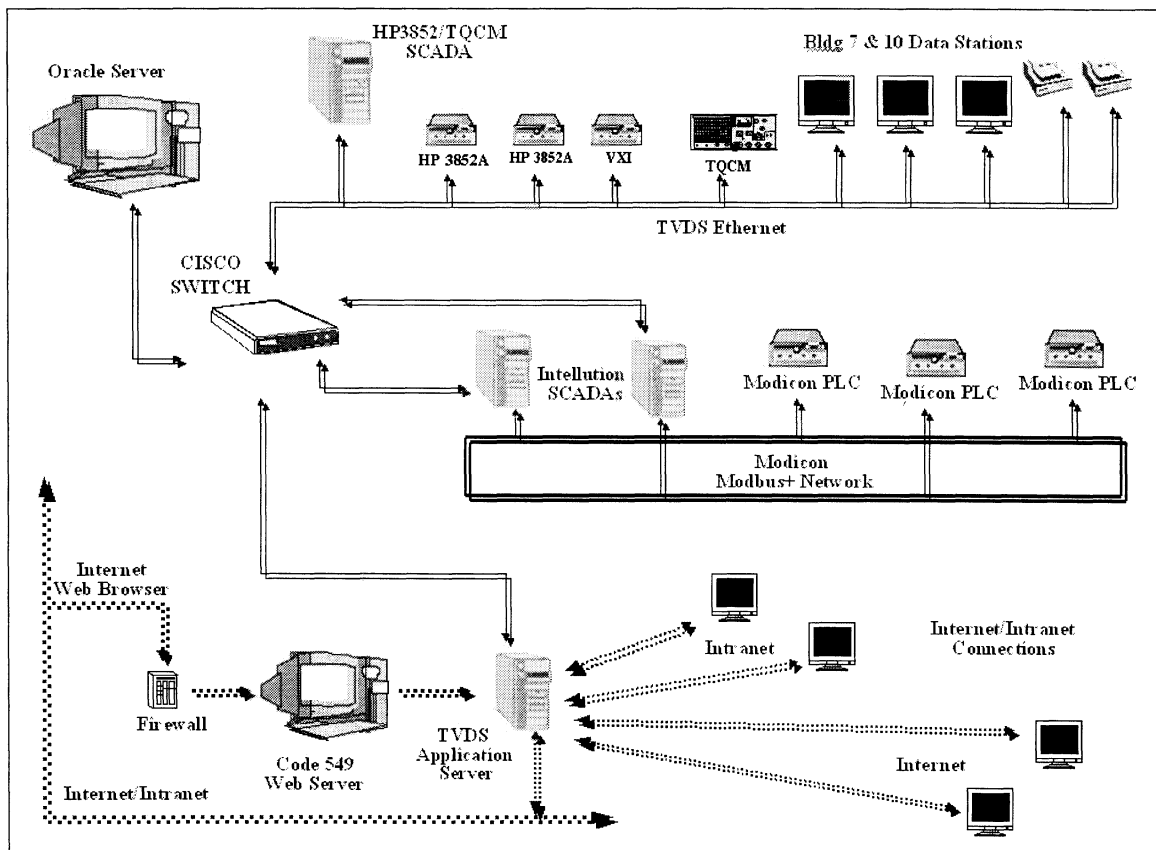 HP3852/TQCM
SCADA
Bldg 7 & 10 Data Stations
Oracle Server
HP 3852A
HP 3852A
VXI
TQCM
TVDS Ethernet
CISCO
SWITCH
Intellution
SCADAs
Modicon PLC
Modicon PLC
Modicon PLC
Modicon
Modbus+ Network
Internet
Web Browser
Intranet
Internet/Intranet
Connections
Firewall
Code 549
Web Server
TVDS
Application
Server
Internet
Internet/Intranet